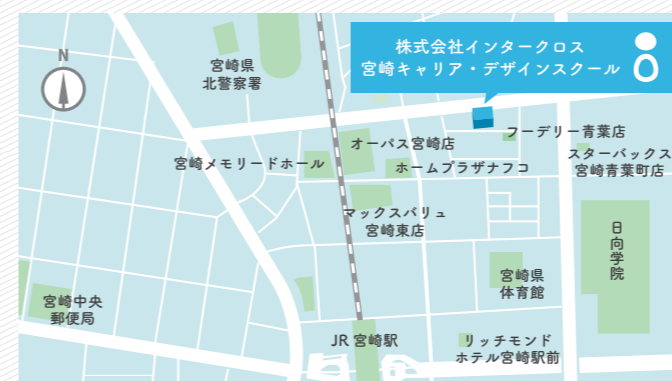 N
宮崎県
北警察署
株式会社インタークロス
宮崎キャリア・デザインスクール
オーパス宮崎店
フーデリー青葉店
宮崎メモリードホール
ホームプラザナフコ
スターバックス
宮崎青葉町店
マックスバリュ
宮崎東店
日向学院
宮崎県
体育館
宮崎中央
郵便局
JR 宮崎駅
リッチモンド
ホテル宮崎駅前